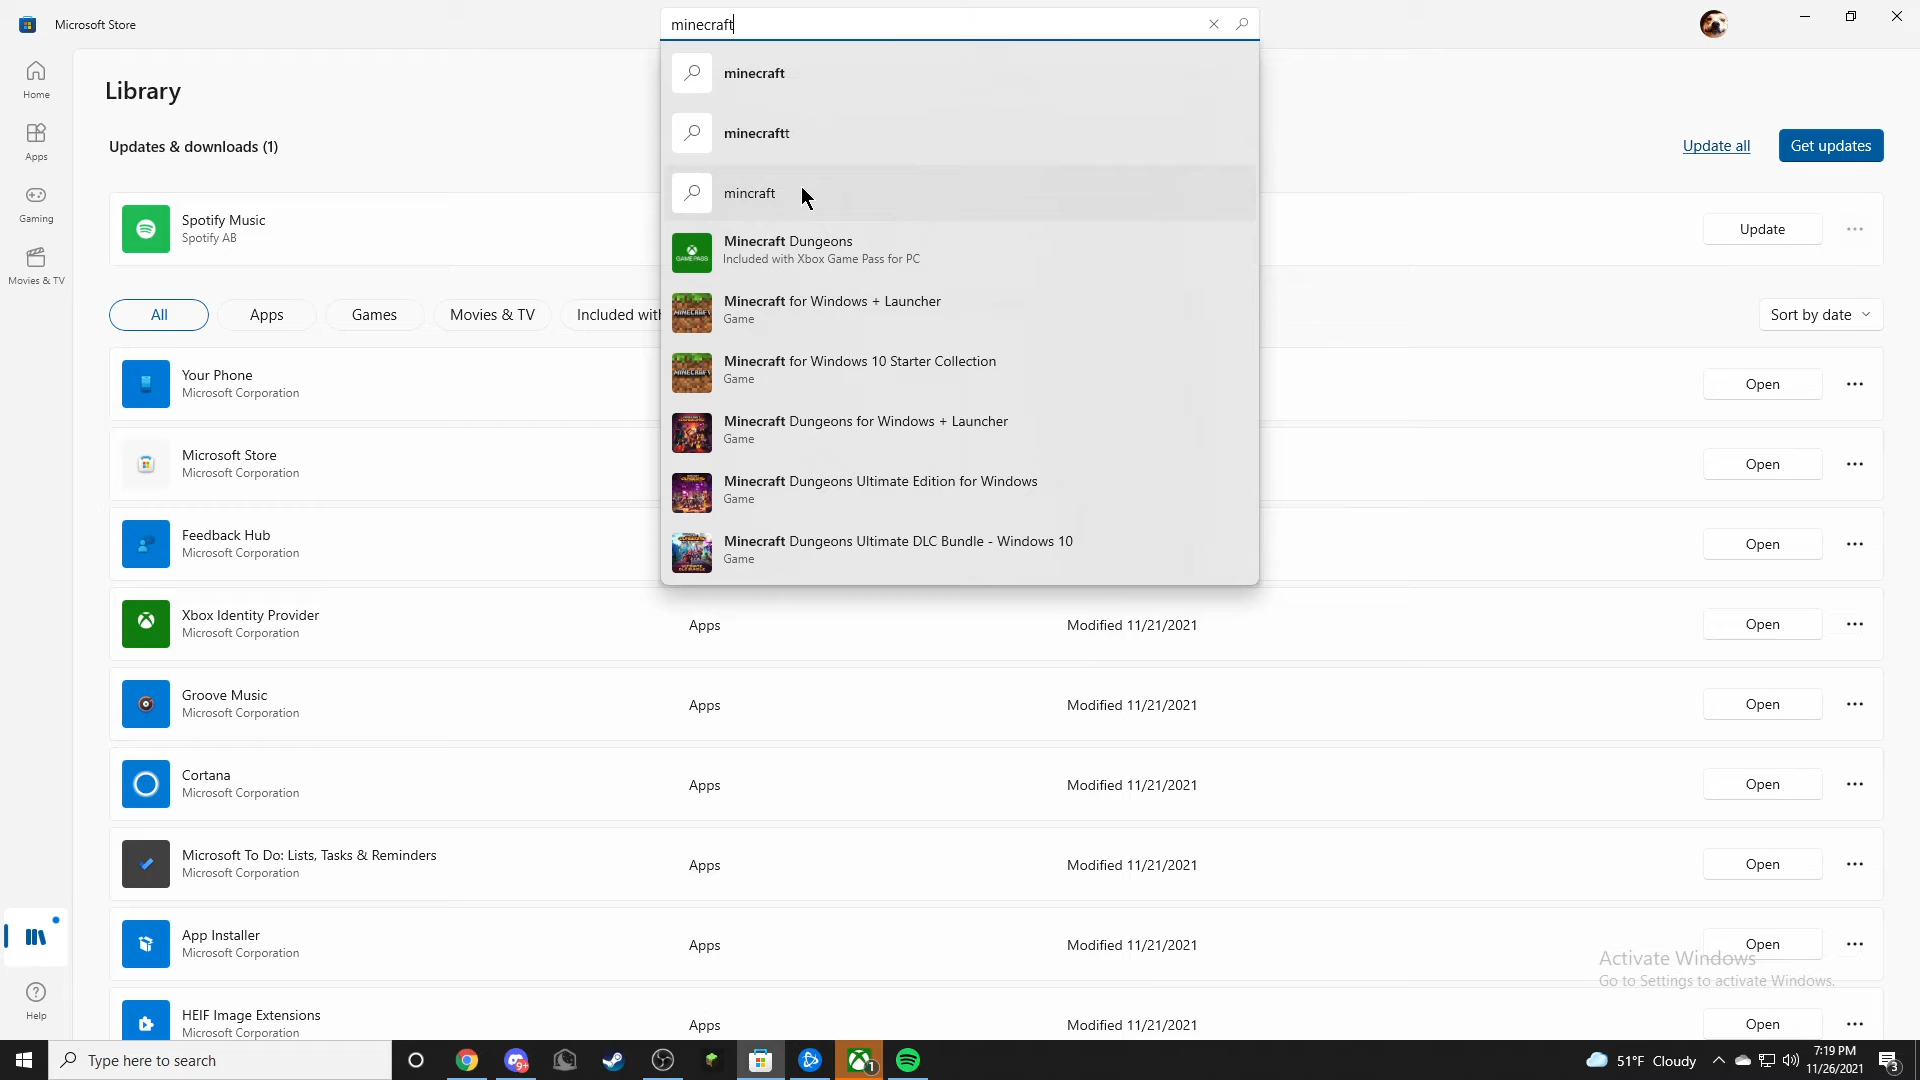 Microsoft Store
minecraft
Home
Apps
Gaming
Movies & TV
Help
Library
Updates & downloads (1)
Update all
Get updates
Spotify Music
Spotify AB
Update
All
Apps
Games
Movies & TV
Included with
Sort by date
minecraft
minecraftt
mincraft
Minecraft Dungeons
Included with Xbox Game Pass for PC
GAME PASS
Minecraft for Windows + Launcher
Game
Minecraft for Windows 10 Starter Collection
Game
Minecraft Dungeons for Windows + Launcher
Game
Minecraft Dungeons Ultimate Edition for Windows
Game
Minecraft Dungeons Ultimate DLC Bundle - Windows 10
Game
Your Phone
Microsoft Corporation
Open
Microsoft Store
Microsoft Corporation
Open
Feedback Hub
Microsoft Corporation
Open
Xbox Identity Provider
Microsoft Corporation
Apps
Modified 11/21/2021
Open
Groove Music
Microsoft Corporation
Apps
Modified 11/21/2021
Open
Cortana
Microsoft Corporation
Apps
Modified 11/21/2021
Open
Microsoft To Do: Lists, Tasks & Reminders
Microsoft Corporation
Apps
Modified 11/21/2021
Open
App Installer
Microsoft Corporation
Apps
Modified 11/21/2021
Open
HEIF Image Extensions
Microsoft Corporation
Apps
Modified 11/21/2021
Open
Activate Windows
Go to Settings to activate Windows.
Type here to search
9+
1
51°F Cloudy
7:19 PM
11/26/2021
3